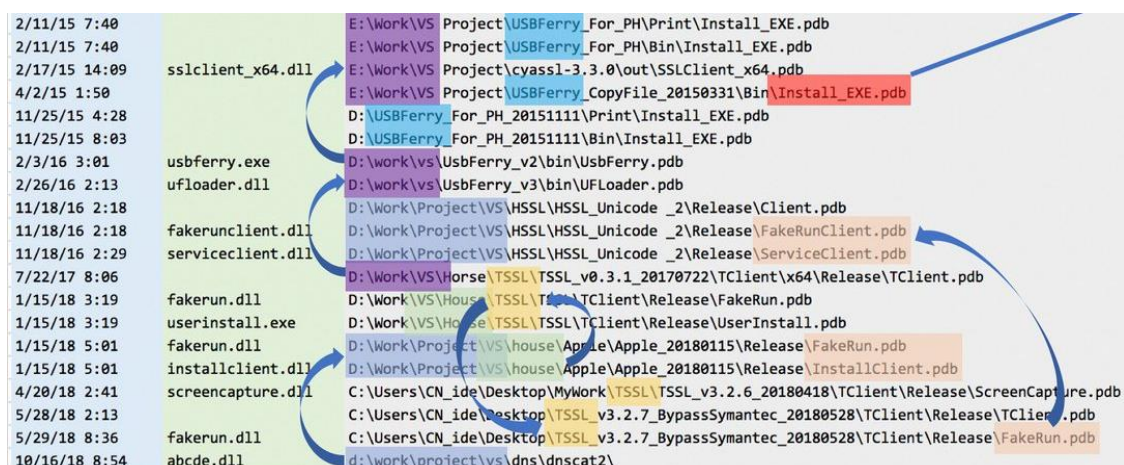 2/11/15 7:40 E:\Work\VS Project\USBFerry_For_PH\Print\Install_EXE.pdb
2/11/15 7:40 E:\Work\VS Project\USBFerry_For_PH\Bin\Install_EXE.pdb
2/17/15 14:09 sslclient_x64.dll E:\Work\VS Project\cyassl-3.3.0\out\SSLClient_x64.pdb
4/2/15 1:50 E:\Work\VS Project\USBFerry_CopyFile_20150331\Bin\Install_EXE.pdb
11/25/15 4:28 D:\USBFerry_For_PH_20151111\Print\Install_EXE.pdb
11/25/15 8:03 D:\USBFerry_For_PH_20151111\Bin\Install_EXE.pdb
2/3/16 3:01 usbferry.exe D:\work\vs\UsbFerry_v2\bin\UsbFerry.pdb
2/26/16 2:13 ufloader.dll D:\work\vs\UsbFerry_v3\bin\UFLoader.pdb
11/18/16 2:18 D:\Work\Project\VS\HSSL\HSSL_Unicode _2\Release\Client.pdb
11/18/16 2:18 fakerunclient.dll D:\Work\Project\VS\HSSL\HSSL_Unicode _2\Release\FakeRunClient.pdb
11/18/16 2:29 serviceclient.dll D:\Work\Project\VS\HSSL\HSSL_Unicode _2\Release\ServiceClient.pdb
7/22/17 8:06 D:\Work\VS\Horse\TSSL\TSSL_v0.3.1_20170722\TClient\x64\Release\TClient.pdb
1/15/18 3:19 fakerun.dll D:\Work\VS\House\TSSL\TSSL\TClient\Release\FakeRun.pdb
1/15/18 3:19 userinstall.exe D:\Work\VS\House\TSSL\TSSL\TClient\Release\UserInstall.pdb
1/15/18 5:01 fakerun.dll D:\Work\Project\VS\house\Apple\Apple_20180115\Release\FakeRun.pdb
1/15/18 5:01 installclient.dll D:\Work\Project\VS\house\Apple\Apple_20180115\Release\InstallClient.pdb
4/20/18 2:41 screencapture.dll C:\Users\CN_ide\Desktop\MyWork\TSSL\TSSL_v3.2.6_20180418\TClient\Release\ScreenCapture.pdb
5/28/18 2:13 C:\Users\CN_ide\Desktop\TSSL_v3.2.7_BypassSymantec_20180528\TClient\Release\TClient.pdb
5/29/18 8:36 fakerun.dll C:\Users\CN_ide\Desktop\TSSL_v3.2.7_BypassSymantec_20180528\TClient\Release\FakeRun.pdb
10/16/18 8:54 abcde.dll d:\work\project\vs\dns\dnscat2\